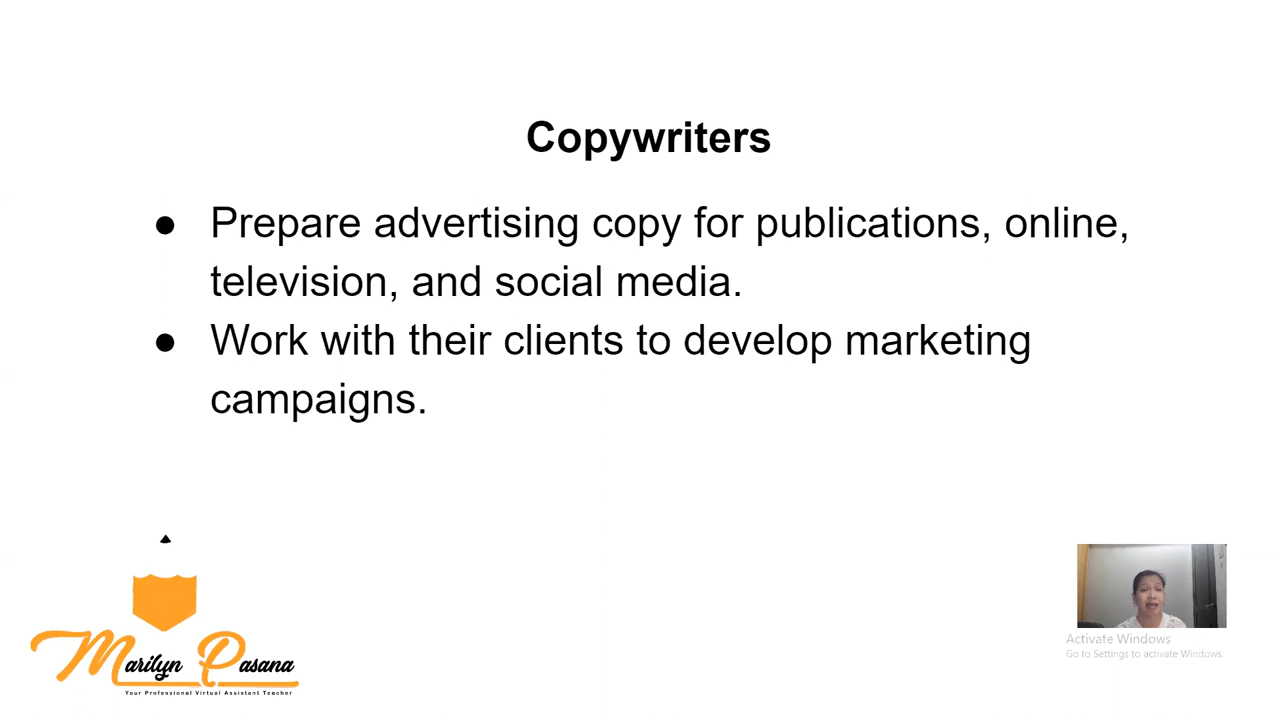 Copywriters
● Prepare advertising copy for publications, online,
television, and social media.
● Work with their clients to develop marketing
campaigns.
Marilyn Pasana
Your Professional Virtual Assistant Teacher
Activate Windows
Go to Settings to activate Windows.